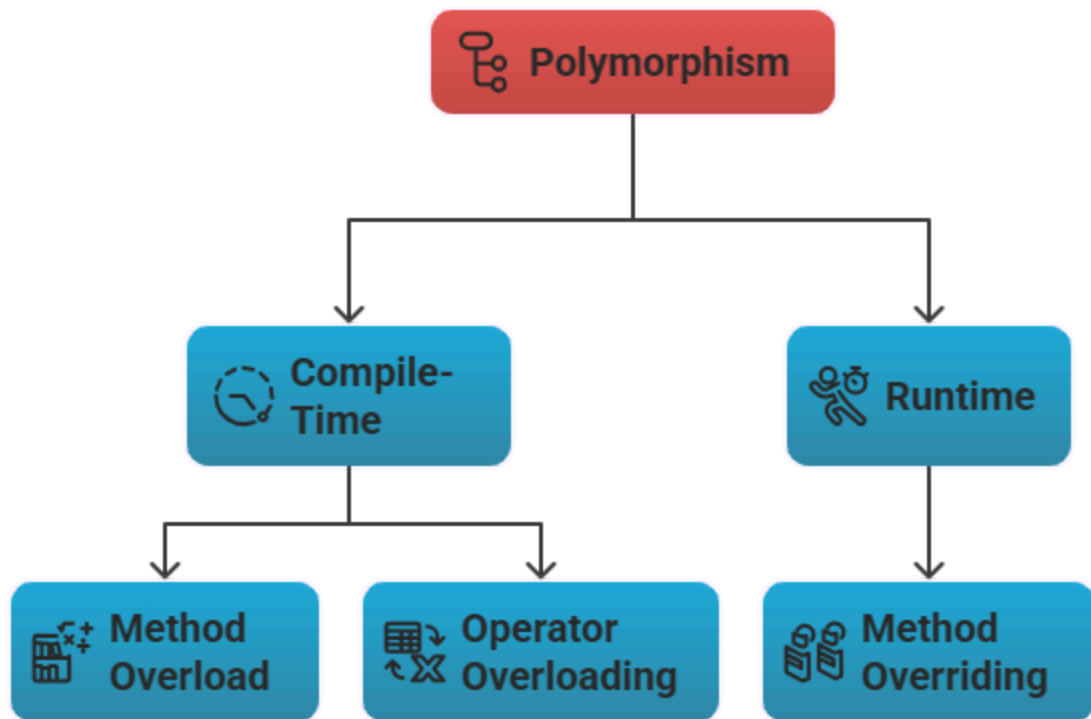 Polymorphism
Compile-
Time
Runtime
Method
Overload
Operator
Overloading
Method
Overriding